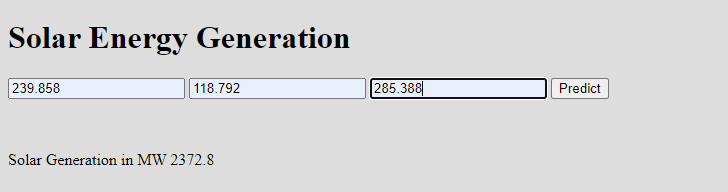 Solar Energy Generation
239.858 118.792 285.388 Predict
Solar Generation in MW 2372.8